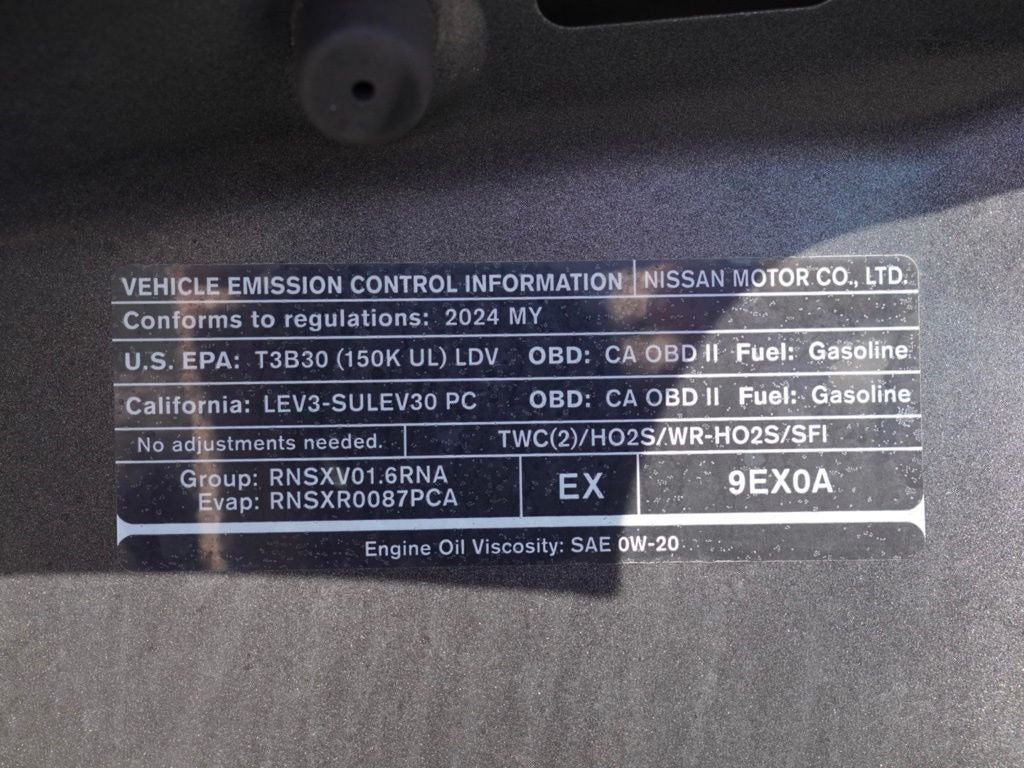 VEHICLE EMISSION CONTROL INFORMATION NISSAN MOTOR CO., LTD.
Conforms to regulations: 2024 MY
U.S. EPA: T3B30 (150K UL) LDV OBD: CA OBD II Fuel: Gasoline
California: LEV3-SULEV30 PC OBD: CA OBD II Fuel: Gasoline
No adjustments needed. TWC(2)/HO2S/WR-HO2S/SFI
Group: RNSXV01.6RNA
Evap: RNSXR0087PCA
EX 9EX0A
Engine Oil Viscosity: SAE 0W-20